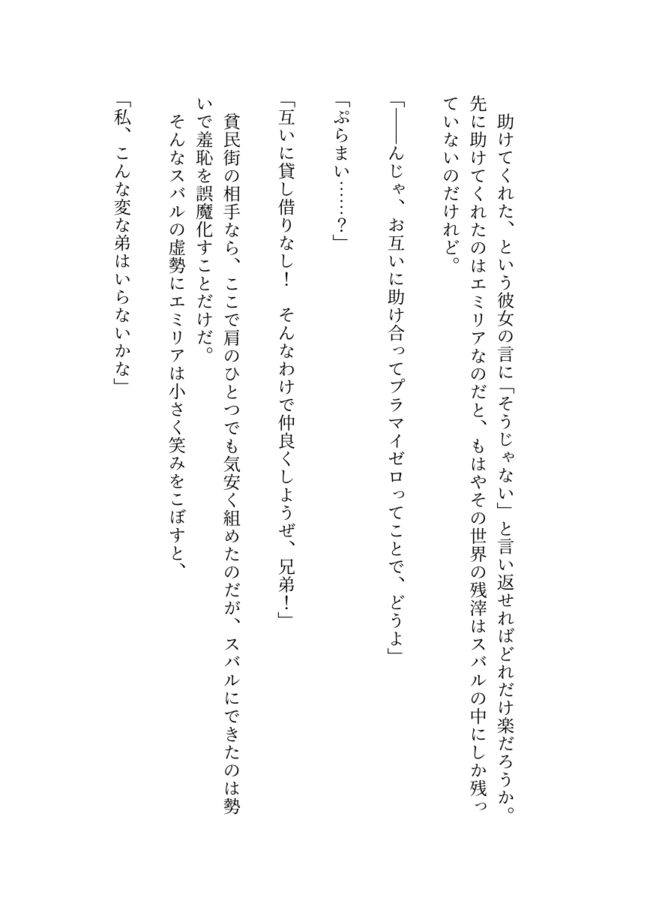 助けてくれた、という彼女の言に「そうじゃない」と言い返せればどれだけ楽だろうか。
先に助けてくれたのはエミリアなのだと、もはやその世界の残滓はスバルの中にしか残っ
ていないのだけれど。
「――んじゃ、お互いに助け合ってプラマイゼロってことで、どうよ」
「ぷらまい……？」
「互いに貸し借りなし！　そんなわけで仲良くしようぜ、兄弟！」
　貧民街の相手なら、ここで肩のひとつでも気安く組めたのだが、スバルにできたのは勢
いで羞恥を誤魔化すことだけだ。
　そんなスバルの虚勢にエミリアは小さく笑みをこぼすと、
「私、こんな変な弟はいらないかな」